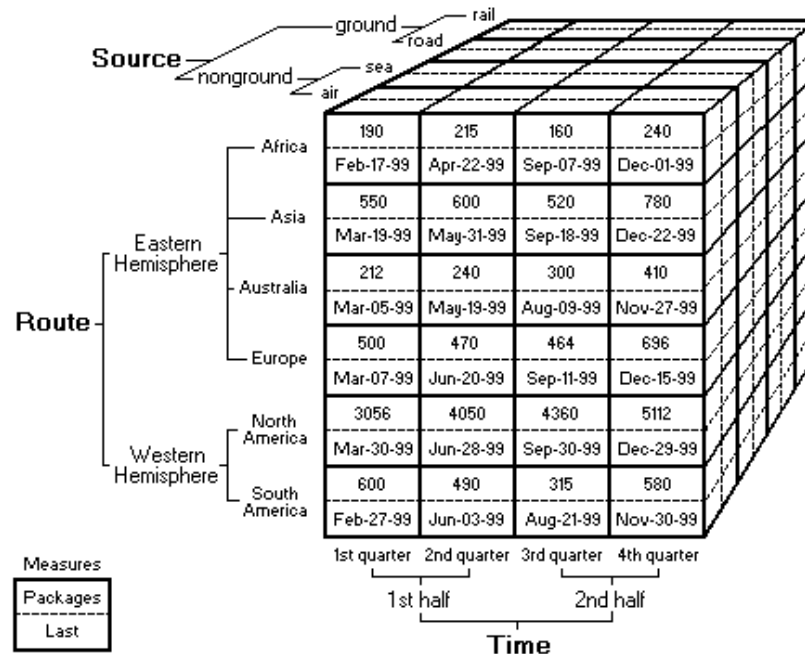 rail
ground
road
Source
sea
nonground
air
190 215 160 240
Africa
Feb-17-99 Apr-22-99 Sep-07-99 Dec-01-99
550 600 520 780
Asia
Mar-19-99 May-31-99 Sep-18-99 Dec-22-99
Eastern
Hemisphere
212 240 300 410
Australia
Mar-05-99 May-19-99 Aug-09-99 Nov-27-99
Route
500 470 464 696
Europe
Mar-07-99 Jun-20-99 Sep-11-99 Dec-15-99
3056 4050 4360 5112
North
America
Mar-30-99 Jun-28-99 Sep-30-99 Dec-29-99
Western
Hemisphere
600 490 315 580
South
America
Feb-27-99 Jun-03-99 Aug-21-99 Nov-30-99
1st quarter 2nd quarter 3rd quarter 4th quarter
Measures
Packages
Last
1st half 2nd half
Time